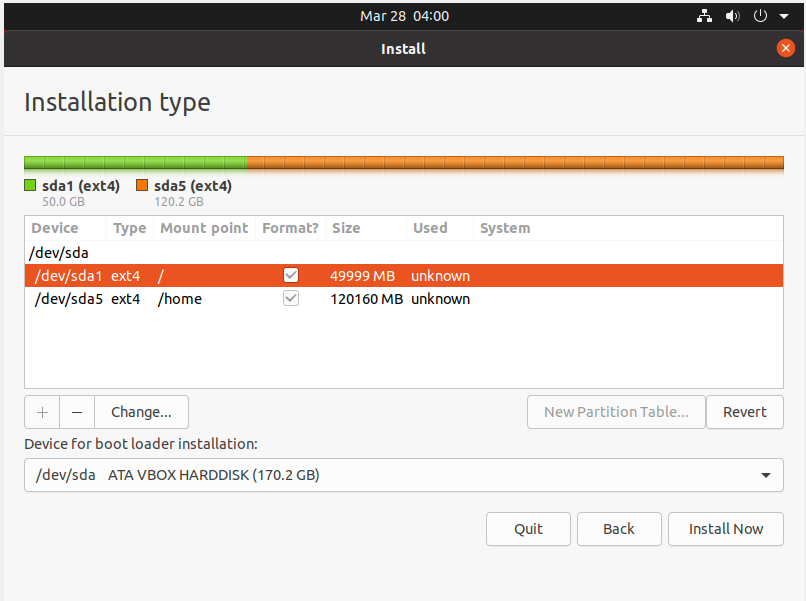 Mar 28 04:00
Install
Installation type
sda1 (ext4) sda5 (ext4)
50.0 GB 120.2 GB
Device Type Mount point Format? Size Used System
/dev/sda
/dev/sda1 ext4 / 49999 MB unknown
/dev/sda5 ext4 /home 120160 MB unknown
+ − Change... New Partition Table... Revert
Device for boot loader installation:
/dev/sda ATA VBOX HARDDISK (170.2 GB)
Quit Back Install Now